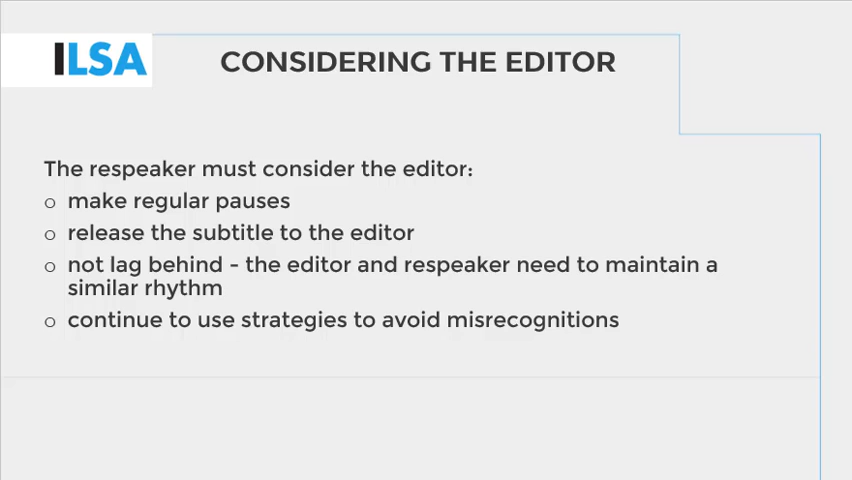 ILSA
CONSIDERING THE EDITOR
The respeaker must consider the editor:
o make regular pauses
o release the subtitle to the editor
o not lag behind - the editor and respeaker need to maintain a
similar rhythm
o continue to use strategies to avoid misrecognitions